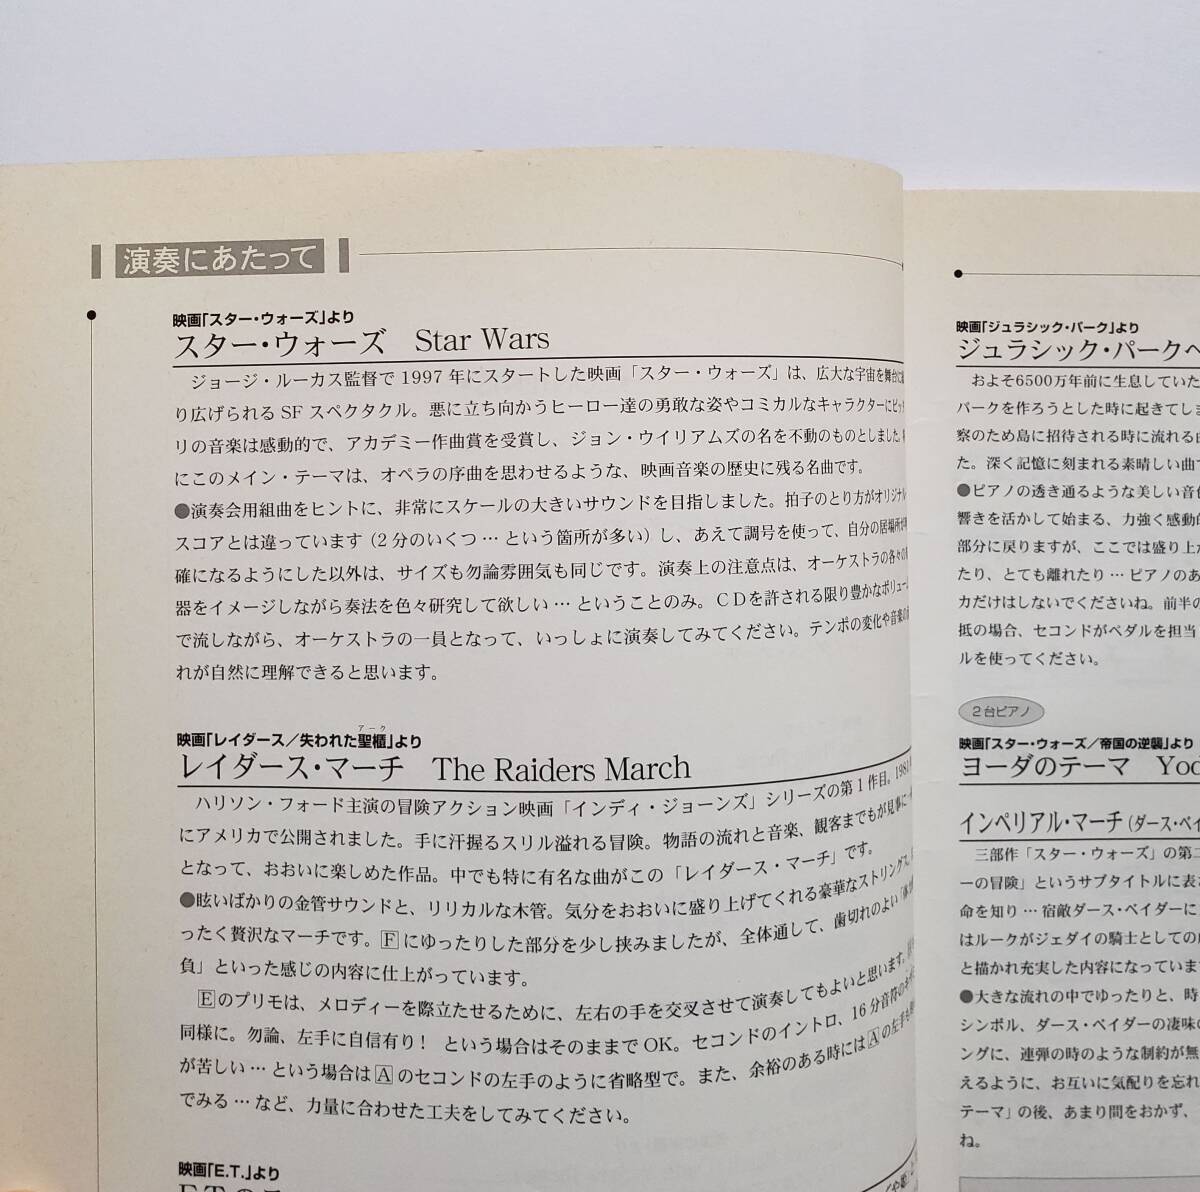 演奏にあたって
映画「スター・ウォーズ」より
スター・ウォーズ Star Wars
ジョージ・ルーカス監督で 1997 年にスタートした映画「スター・ウォーズ」は、広大な宇宙を舞台に
り広げられる SF スペクタクル。悪に立ち向かうヒーロー達の勇敢な姿やコミカルなキャラクターにピッ
リの音楽は感動的で、アカデミー作曲賞を受賞し、ジョン・ウイリアムズの名を不動のものとしました。
にこのメイン・テーマは、オペラの序曲を思わせるような、映画音楽の歴史に残る名曲です。
●演奏会用組曲をヒントに、非常にスケールの大きいサウンドを目指しました。拍子のとり方がオリジナル
スコアとは違っています（2 分のいくつ … という箇所が多い）し、あえて調号を使って、自分の居場所が
確になるようにした以外は、サイズも勿論雰囲気も同じです。演奏上の注意点は、オーケストラの各々の
器をイメージしながら奏法を色々研究して欲しい … ということのみ。ＣＤを許される限り豊かなボリュー
で流しながら、オーケストラの一員となって、いっしょに演奏してみてください。テンポの変化や音楽の
れが自然に理解できると思います。
映画「レイダース／失われた聖櫃」より
アーク
レイダース・マーチ The Raiders March
ハリソン・フォード主演の冒険アクション映画「インディ・ジョーンズ」シリーズの第 1 作目。1981
にアメリカで公開されました。手に汗握るスリル溢れる冒険。物語の流れと音楽、観客までもが見事に一
となって、おおいに楽しめた作品。中でも特に有名な曲がこの「レイダース・マーチ」です。
●眩いばかりの金管サウンドと、リリカルな木管。気分をおおいに盛り上げてくれる豪華なストリングス。
ったく贅沢なマーチです。F にゆったりした部分を少し挟みましたが、全体通して、歯切れのよい「
負」といった感じの内容に仕上がっています。
E のプリモは、メロディーを際立たせるために、左右の手を交叉させて演奏してもよいと思います。
同様に。勿論、左手に自信有り！ という場合はそのままで OK。セコンドのイントロ、16 分音符の
が苦しい … という場合は A のセコンドの左手のように省略型で。また、余裕のある時には A の左手も
でみる … など、力量に合わせた工夫をしてみてください。
映画「E.T.」より
映画「ジュラシック・パーク」より
ジュラシック・パークへ
およそ6500万年前に生息していた
パークを作ろうとした時に起きてしま
察のため島に招待される時に流れる
た。深く記憶に刻まれる素晴しい曲で
●ピアノの透き通るような美しい音
響きを活かして始まる、力強く感動的
部分に戻りますが、ここでは盛り上が
たり、とても離れたり … ピアノのあ
カだけはしないでくださいね。前半の
抵の場合、セコンドがペダルを担当
ルを使ってください。
2 台ピアノ
映画「スター・ウォーズ／帝国の逆襲」より
ヨーダのテーマ Yod
インペリアル・マーチ（ダース・ベイ
三部作「スター・ウォーズ」の第二
ーの冒険」というサブタイトルに表
命を知り … 宿敵ダース・ベイダーに
はルークがジェダイの騎士としての
と描かれ充実した内容になっています
●大きな流れの中でゆったりと、時
シンボル、ダース・ベイダーの凄味の
ングに、連弾の時のような制約が無
えるように、お互いに気配りを忘れ
テーマ」の後、あまり間をおかず、
ね。